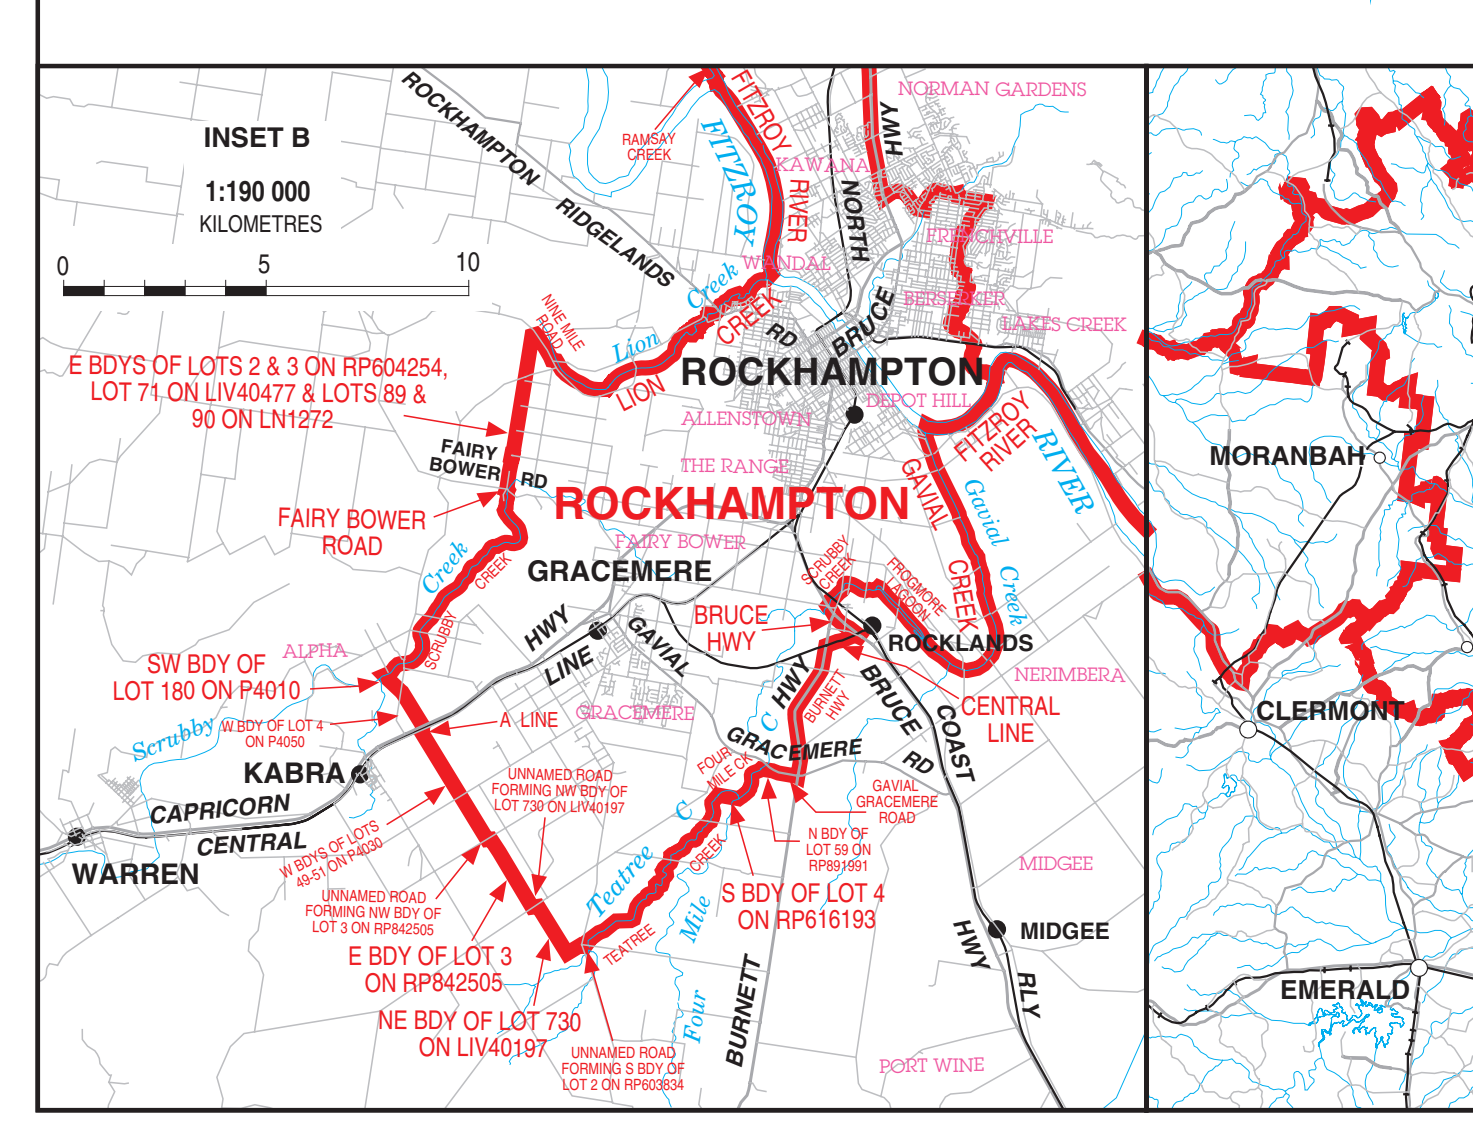 INSET B
1:190 000
KILOMETRES
0 5 10
ROCKHAMPTON
RIDGELANDS
RD
RAMSAY
CREEK
FITZROY
RIVER
FITZROY
HWY
NORMAN GARDENS
KAWANA
NORTH
FRENCHVILLE
WANDAL
BERSERKER
LAKES CREEK
BRUCE
Creek
CREEK
Lion
LION
NINE MILE
ROAD
E BDYS OF LOTS 2 & 3 ON RP604254,
LOT 71 ON LIV40477 & LOTS 89 &
90 ON LN1272
ROCKHAMPTON
DEPOT HILL
ALLENSTOWN
THE RANGE
FAIRY
BOWER RD
FAIRY BOWER
ROAD
ROCKHAMPTON
FITZROY
RIVER
RIVER
GAVIAL
CREEK
Gavial
Creek
FAIRY BOWER
GRACEMERE
Creek
CREEK
SCRUBBY
SCRUBBY
CREEK
FROGMORE
LAGOON
BRUCE
HWY
ROCKLANDS
NERIMBERA
HWY
LINE
GAVIAL
GRACEMERE
ALPHA
SW BDY OF
LOT 180 ON P4010
Scrubby
W BDY OF LOT 4
ON P4050
A LINE
KABRA
CAPRICORN
CENTRAL
WARREN
C
HWY
BURNETT
HWY
BRUCE
CENTRAL
LINE
COAST
GRACEMERE
RD
FOUR
MILE CK
UNNAMED ROAD
FORMING NW BDY OF
LOT 730 ON LIV40197
GAVIAL
GRACEMERE
ROAD
C
N BDY OF
LOT 59 ON
RP891991
W BDYS OF LOTS
49-51 ON P4030
CREEK
Teatree
TEATREE
S BDY OF LOT 4
ON RP616193
UNNAMED ROAD
FORMING NW BDY OF
LOT 3 ON RP842505
Mile
Four
E BDY OF LOT 3
ON RP842505
NE BDY OF LOT 730
ON LIV40197
UNNAMED ROAD
FORMING S BDY OF
LOT 2 ON RP603834
BURNETT
MIDGEE
HWY
MIDGEE
RLY
PORT WINE
MORANBAH
CLERMONT
EMERALD